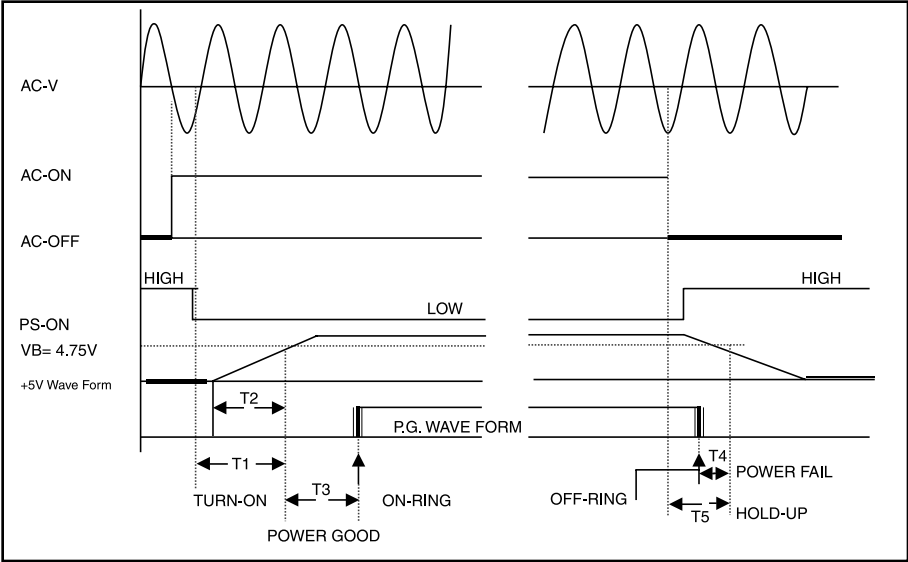 AC-V
AC-ON
AC-OFF
HIGH
HIGH
LOW
PS-ON
VB= 4.75V
+5V Wave Form
T2
P.G. WAVE FORM
T1
T4
POWER FAIL
TURN-ON
T3
ON-RING
OFF-RING
T5
HOLD-UP
POWER GOOD